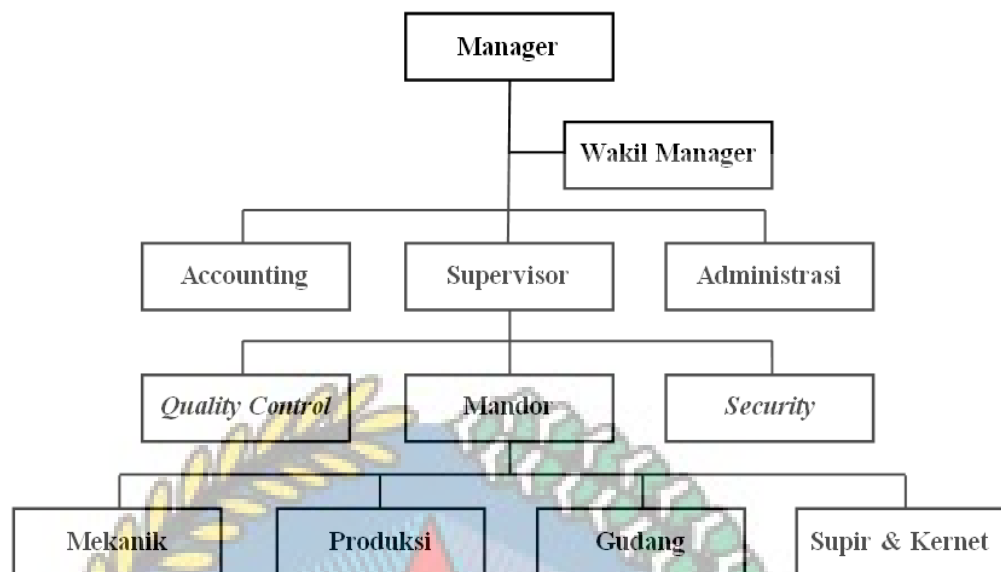 Manager
Wakil Manager
Accounting
Supervisor
Administrasi
Quality Control
Mandor
Security
Mekanik
Produksi
Gudang
Supir & Kernet